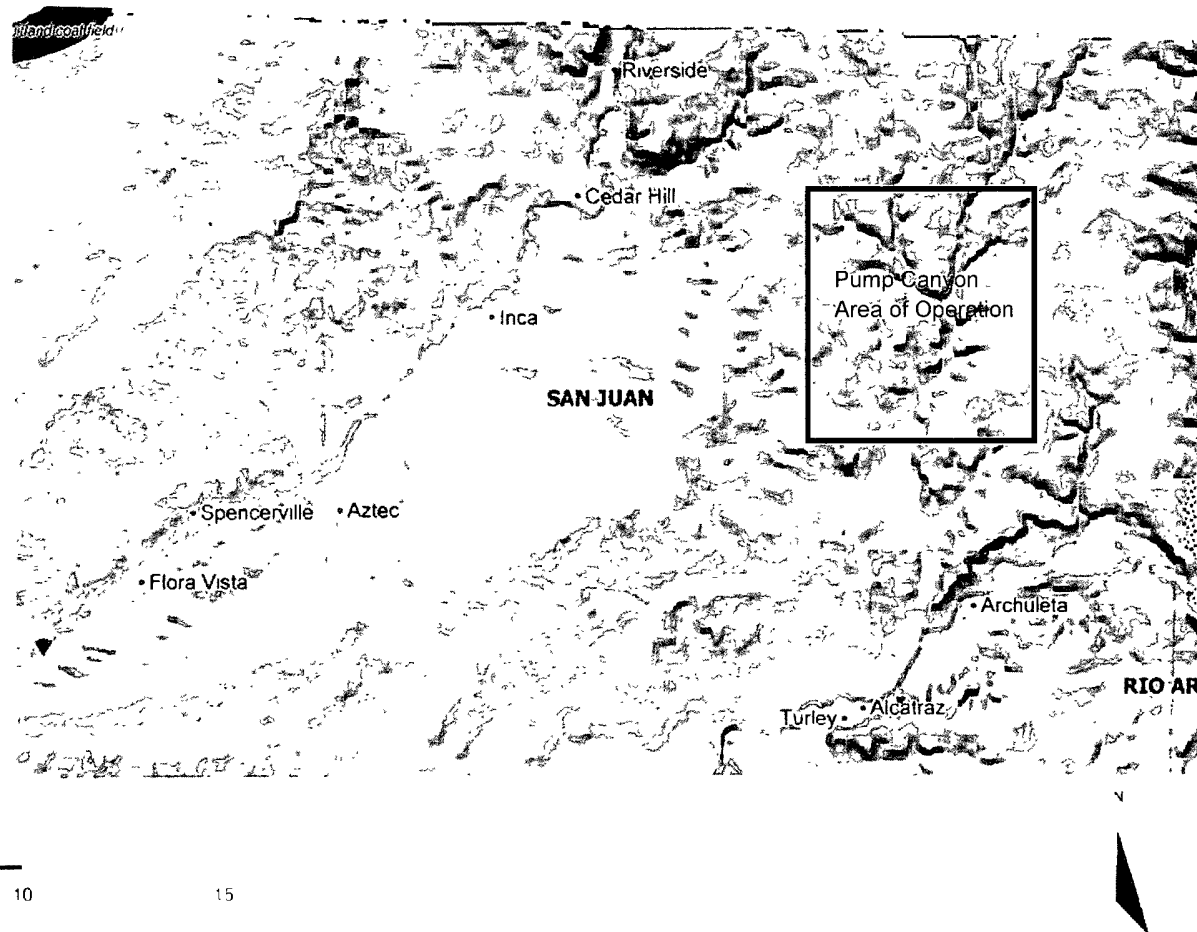 coalfield
Riverside
Cedar Hill
Pump Canyon
Area of Operation
Inca
SAN JUAN
Spencerville
Aztec
Flora Vista
Archuleta
RIO AR
Alcatraz
Turley
N
10 15